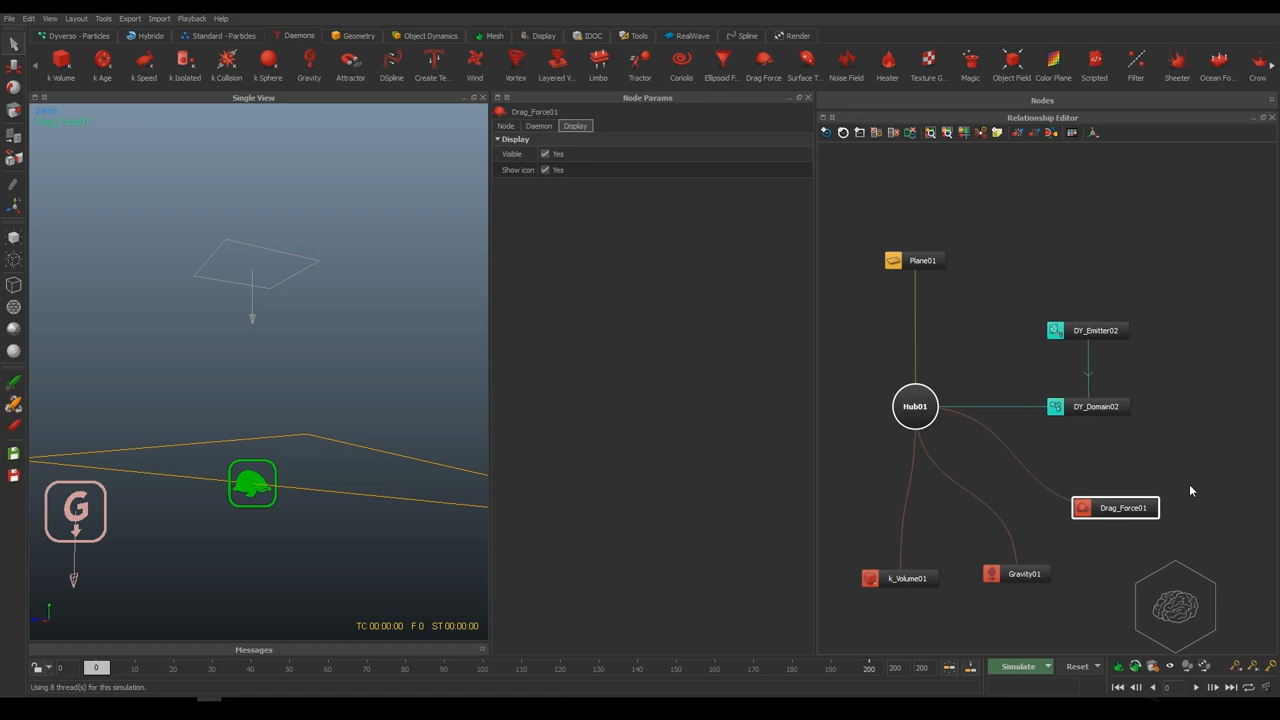 File Edit View Layout Tools Export Import Playback Help
Dyverso - Particles Hybrido Standard - Particles Daemons Geometry Object Dynamics Mesh Display IDOC Tools RealWave Spline Render
k Volume k Age k Speed k Isolated k Collision k Sphere Gravity Attractor DSpline Create Te... Wind Vortex Layered V... Limbo Tractor Coriolis Ellipsoid F... Drag Force Surface T... Noise Field Heater Texture G... Magic Object Field Color Plane Scripted Filter Sheeter Ocean Fo... Crow
Single View
persp
Drag_Force01
G
TC 00:00:00 F 0 ST 00:00:00
Messages
Node Params
Drag_Force01
Node Daemon Display
Display
Visible Yes
Show icon Yes
Nodes
Relationship Editor
Plane01
DY_Emitter02
Hub01
DY_Domain02
Drag_Force01
k_Volume01
Gravity01
0 0 10 20 30 40 50 60 70 80 90 100 110 120 130 140 150 160 170 180 190 200 200 200
Simulate Reset
Using 8 thread(s) for this simulation.
0